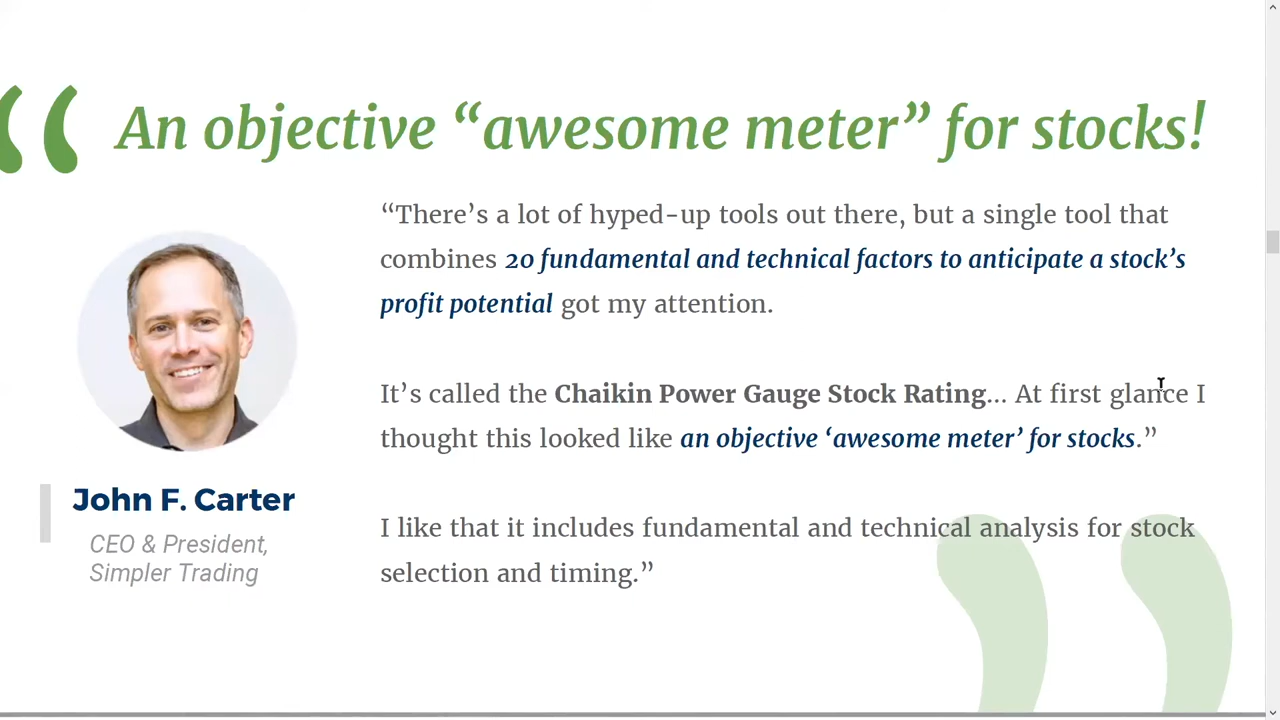 An objective “awesome meter” for stocks!
“There’s a lot of hyped-up tools out there, but a single tool that
combines 20 fundamental and technical factors to anticipate a stock’s
profit potential got my attention.
It’s called the Chaikin Power Gauge Stock Rating... At first glance I
thought this looked like an objective ‘awesome meter’ for stocks.”
I like that it includes fundamental and technical analysis for stock
selection and timing.”
John F. Carter
CEO & President,
Simpler Trading